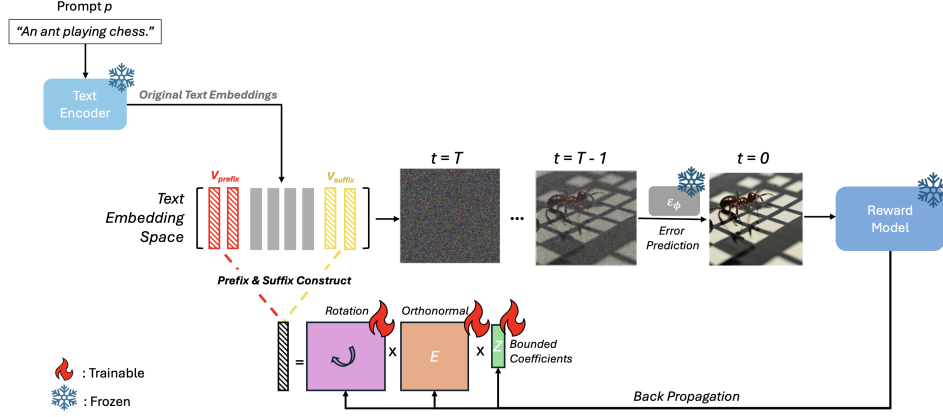 Prompt p
“An ant playing chess.”
Text
Encoder
Original Text Embeddings
V_prefix
V_suffix
Text
Embedding
Space
t = T
...
t = T - 1
ε_ϕ
Error
Prediction
t = 0
Reward
Model
Prefix & Suffix Construct
Rotation
Orthonormal
=
x
E
x
Z
Bounded
Coefficients
Back Propagation
: Trainable
: Frozen